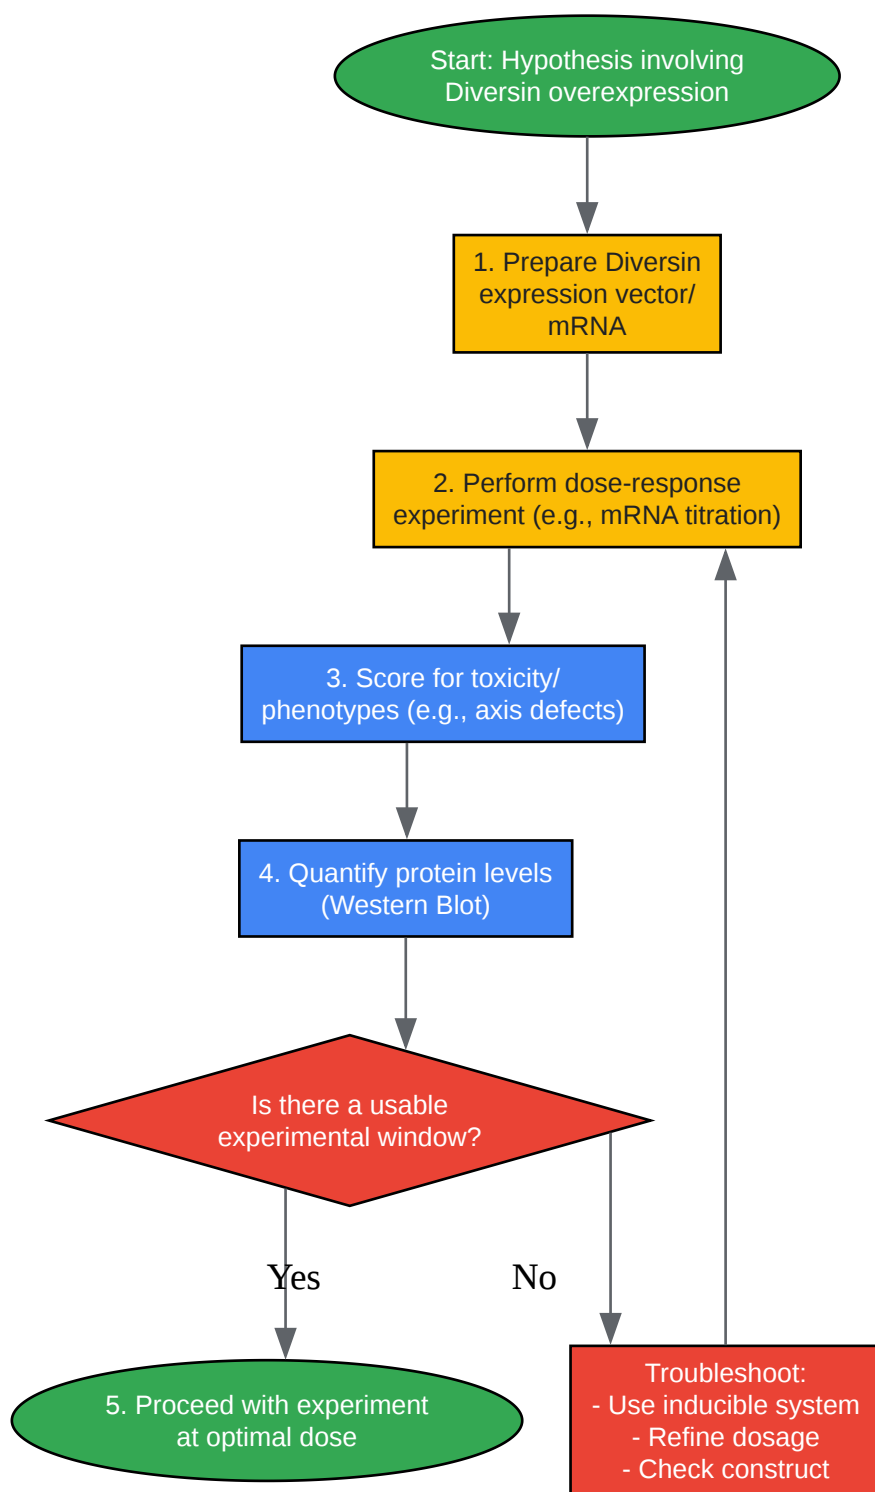 Start: Hypothesis involving
Diversin overexpression
1. Prepare Diversin
expression vector/
mRNA
2. Perform dose-response
experiment (e.g., mRNA titration)
3. Score for toxicity/
phenotypes (e.g., axis defects)
4. Quantify protein levels
(Western Blot)
Is there a usable
experimental window?
Yes
No
5. Proceed with experiment
at optimal dose
Troubleshoot:
- Use inducible system
- Refine dosage
- Check construct